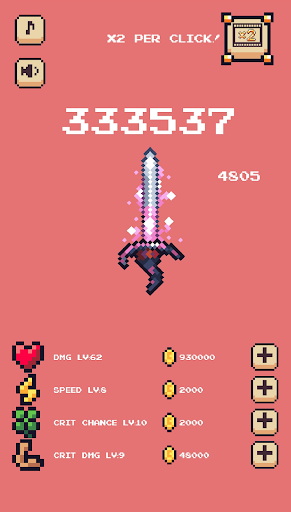 X2 PER CLICK!
X2
333537
4805
DMG LV:62 930000
SPEED LV:8 2000
CRIT CHANCE LV:10 2000
CRIT DMG LV:9 48000